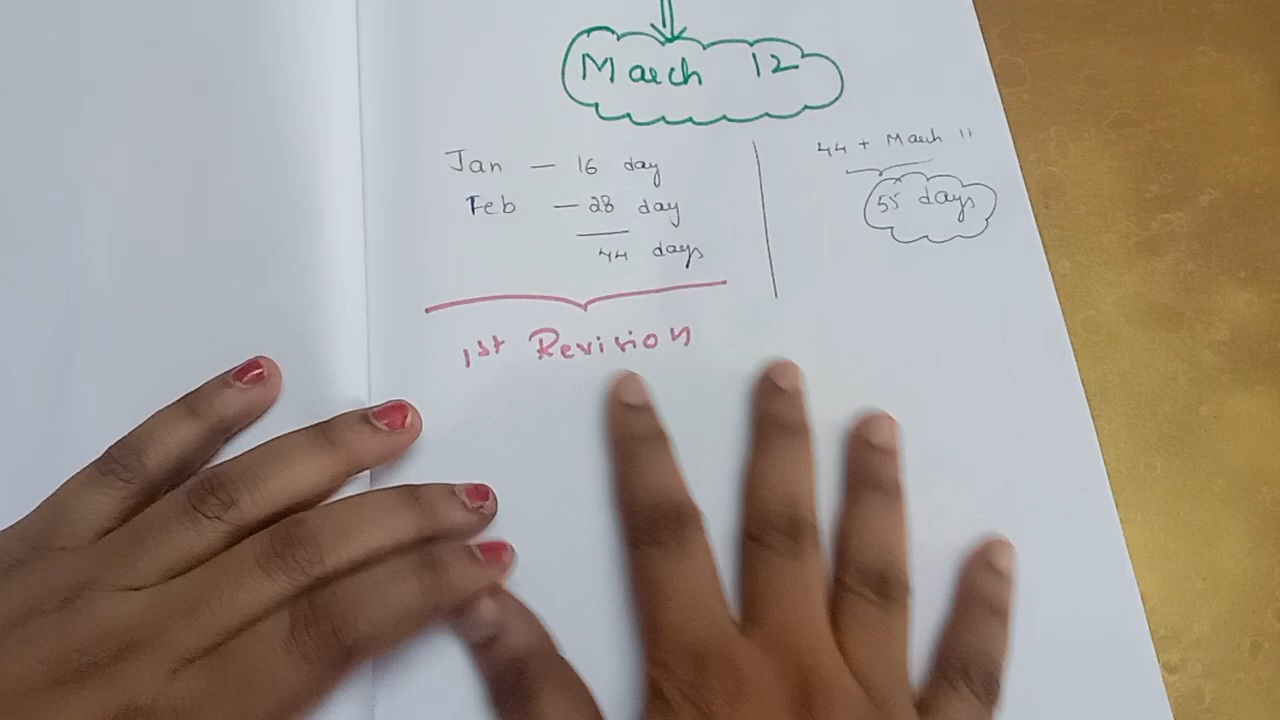 March 12
Jan — 16 day
Feb — 28 day
44 days
1st Revision
44 + March 11
55 days